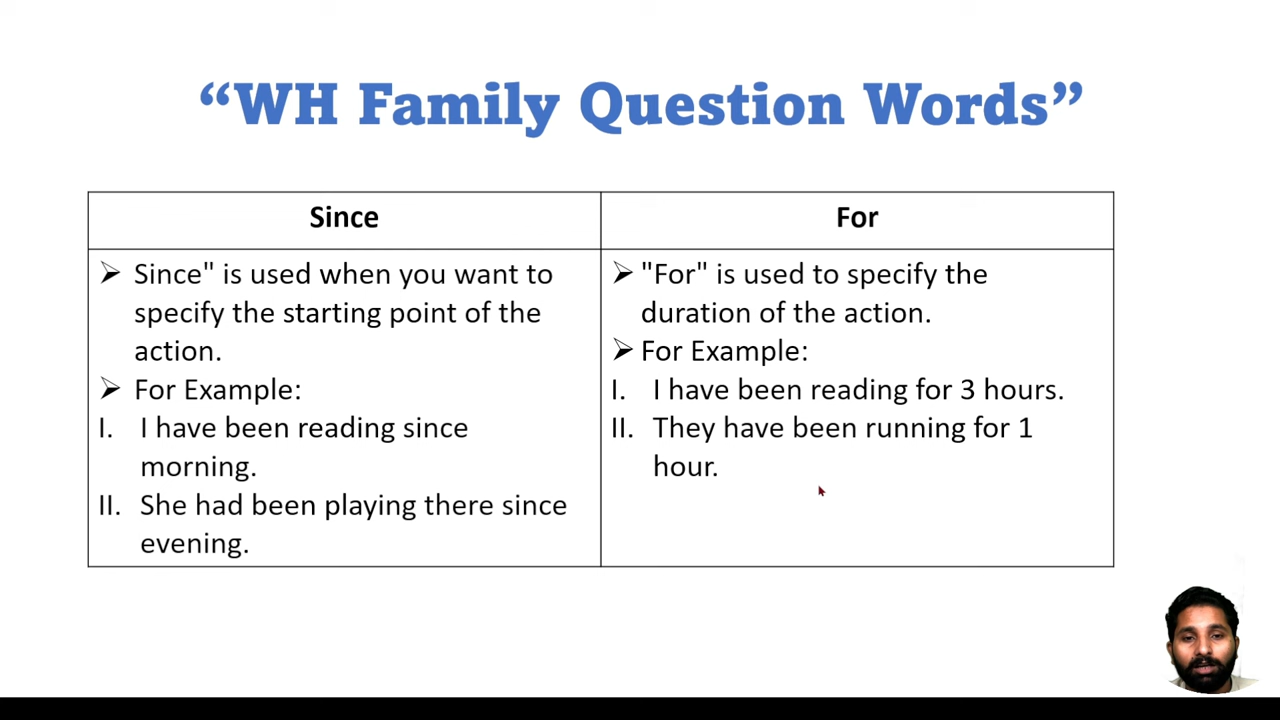 “WH Family Question Words”
Since
For
➢ Since" is used when you want to
specify the starting point of the
action.
➢ For Example:
I. I have been reading since
morning.
II. She had been playing there since
evening.
➢ "For" is used to specify the
duration of the action.
➢ For Example:
I. I have been reading for 3 hours.
II. They have been running for 1
hour.